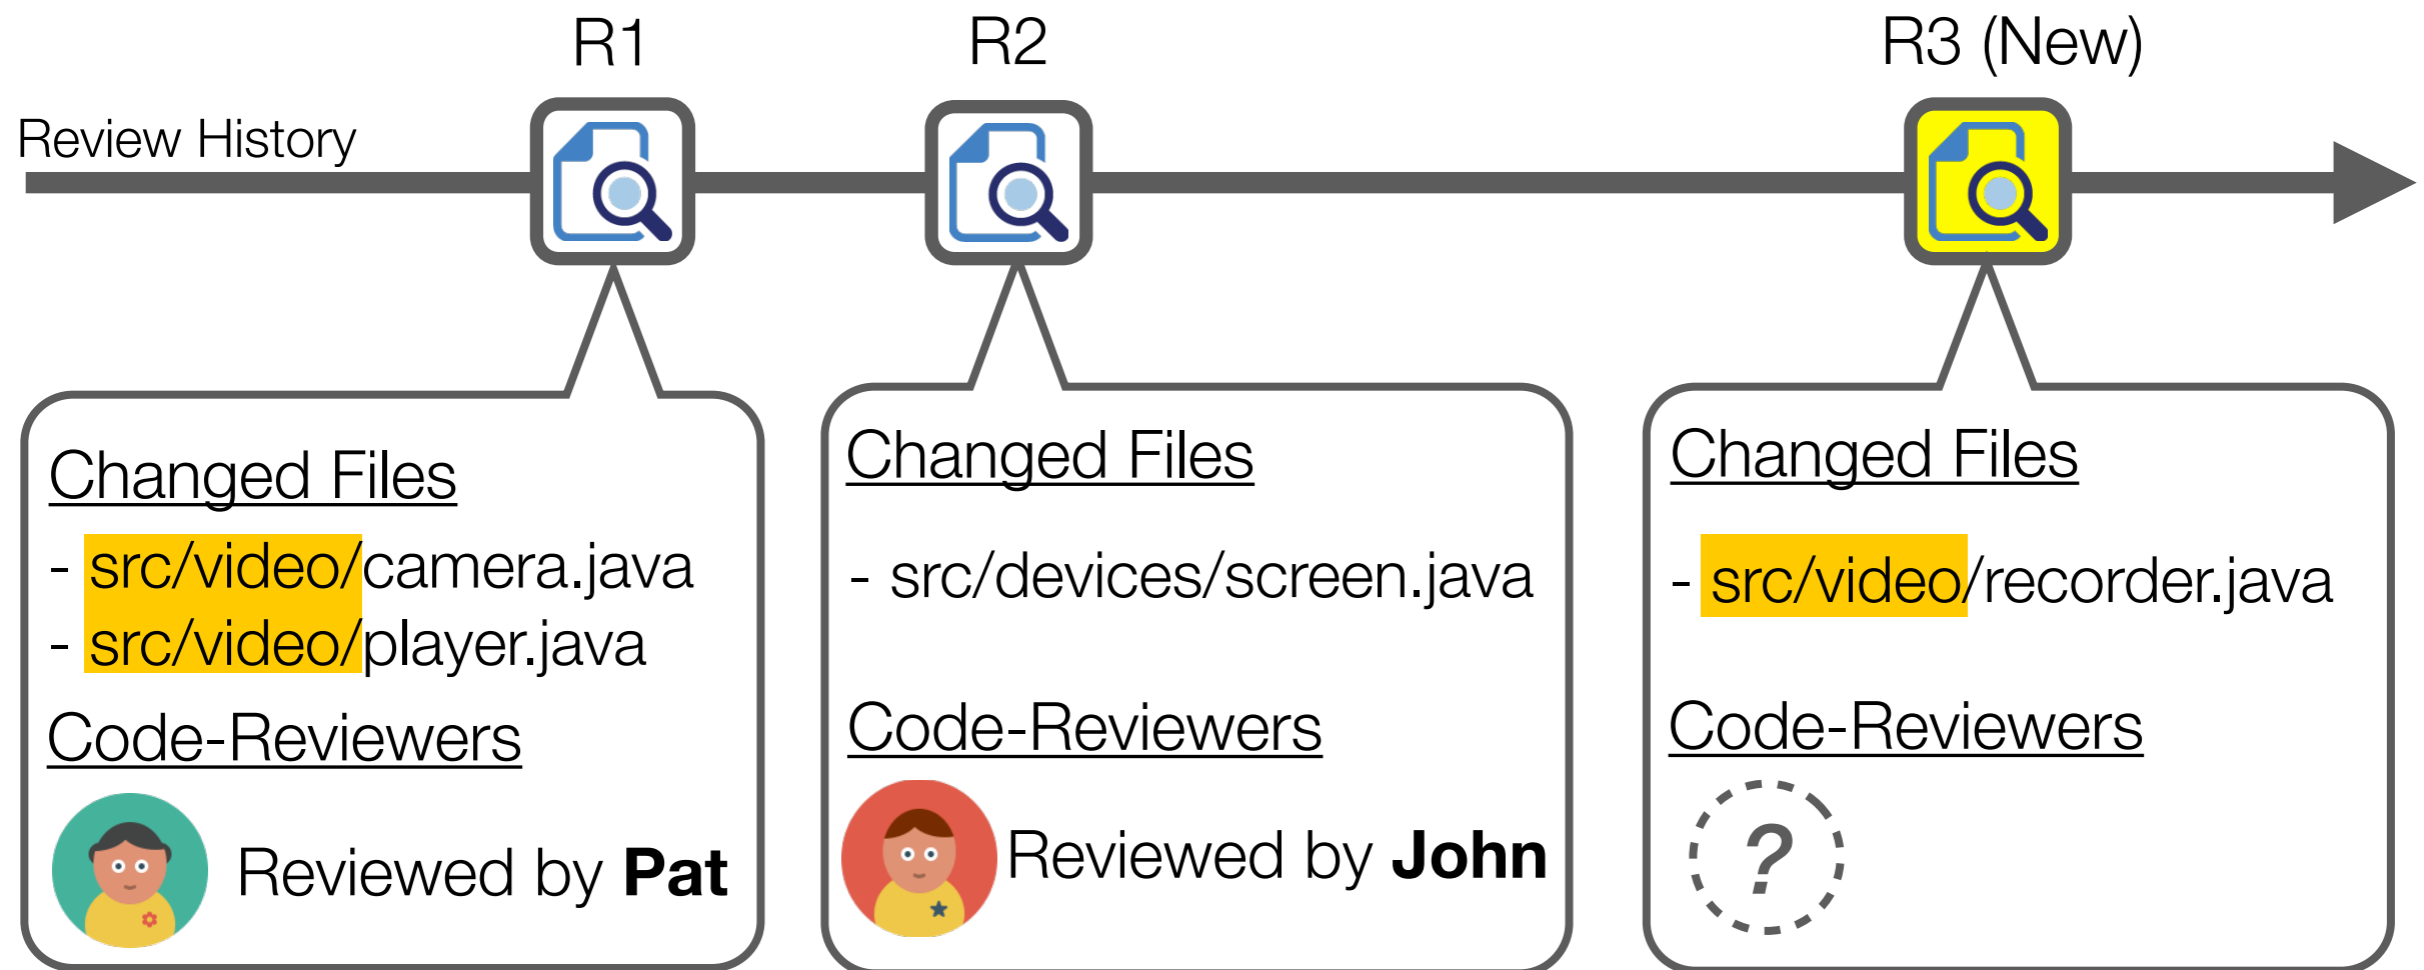 R1
R2
R3 (New)
Review History
Changed Files
- src/video/camera.java
- src/video/player.java
Code-Reviewers
Reviewed by Pat
Changed Files
- src/devices/screen.java
Code-Reviewers
Reviewed by John
Changed Files
- src/video/recorder.java
Code-Reviewers
?